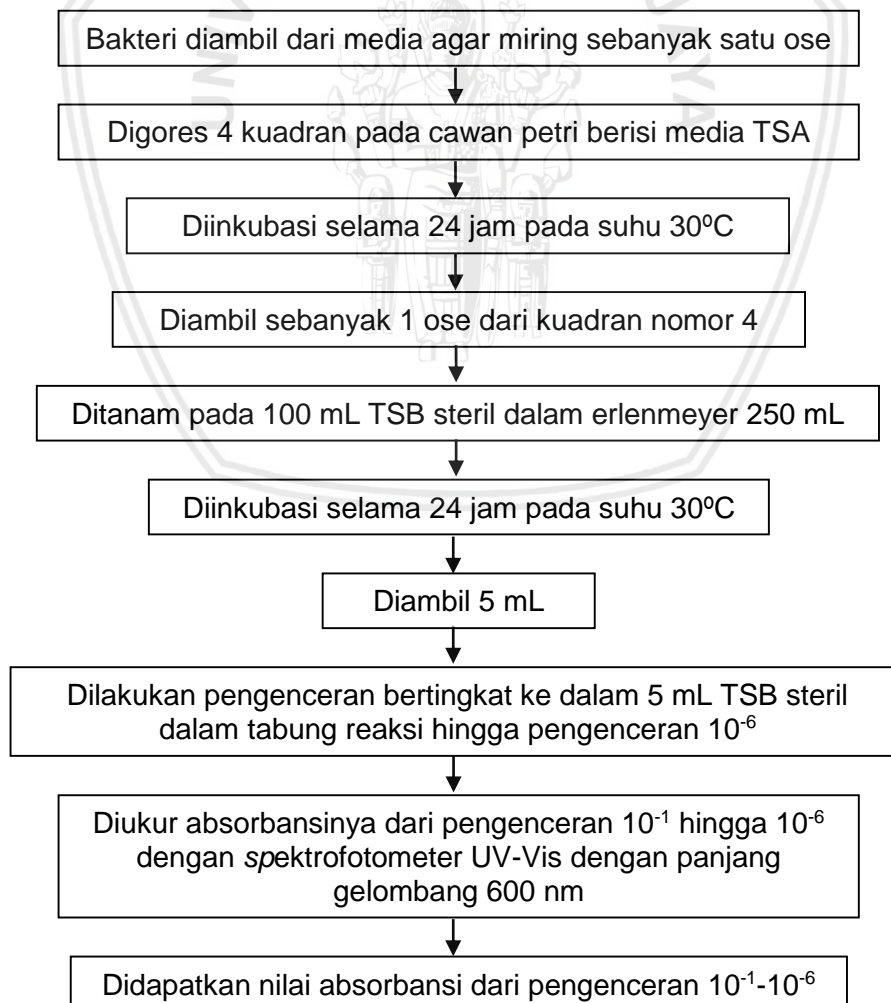 Bakteri diambil dari media agar miring sebanyak satu ose
Digores 4 kuadran pada cawan petri berisi media TSA
Diinkubasi selama 24 jam pada suhu 30⁰C
Diambil sebanyak 1 ose dari kuadran nomor 4
Ditanam pada 100 mL TSB steril dalam erlenmeyer 250 mL
Diinkubasi selama 24 jam pada suhu 30⁰C
Diambil 5 mL
Dilakukan pengenceran bertingkat ke dalam 5 mL TSB steril
dalam tabung reaksi hingga pengenceran 10⁻⁶
Diukur absorbansinya dari pengenceran 10⁻¹ hingga 10⁻⁶
dengan spektrofotometer UV-Vis dengan panjang
gelombang 600 nm
Didapatkan nilai absorbansi dari pengenceran 10⁻¹-10⁻⁶